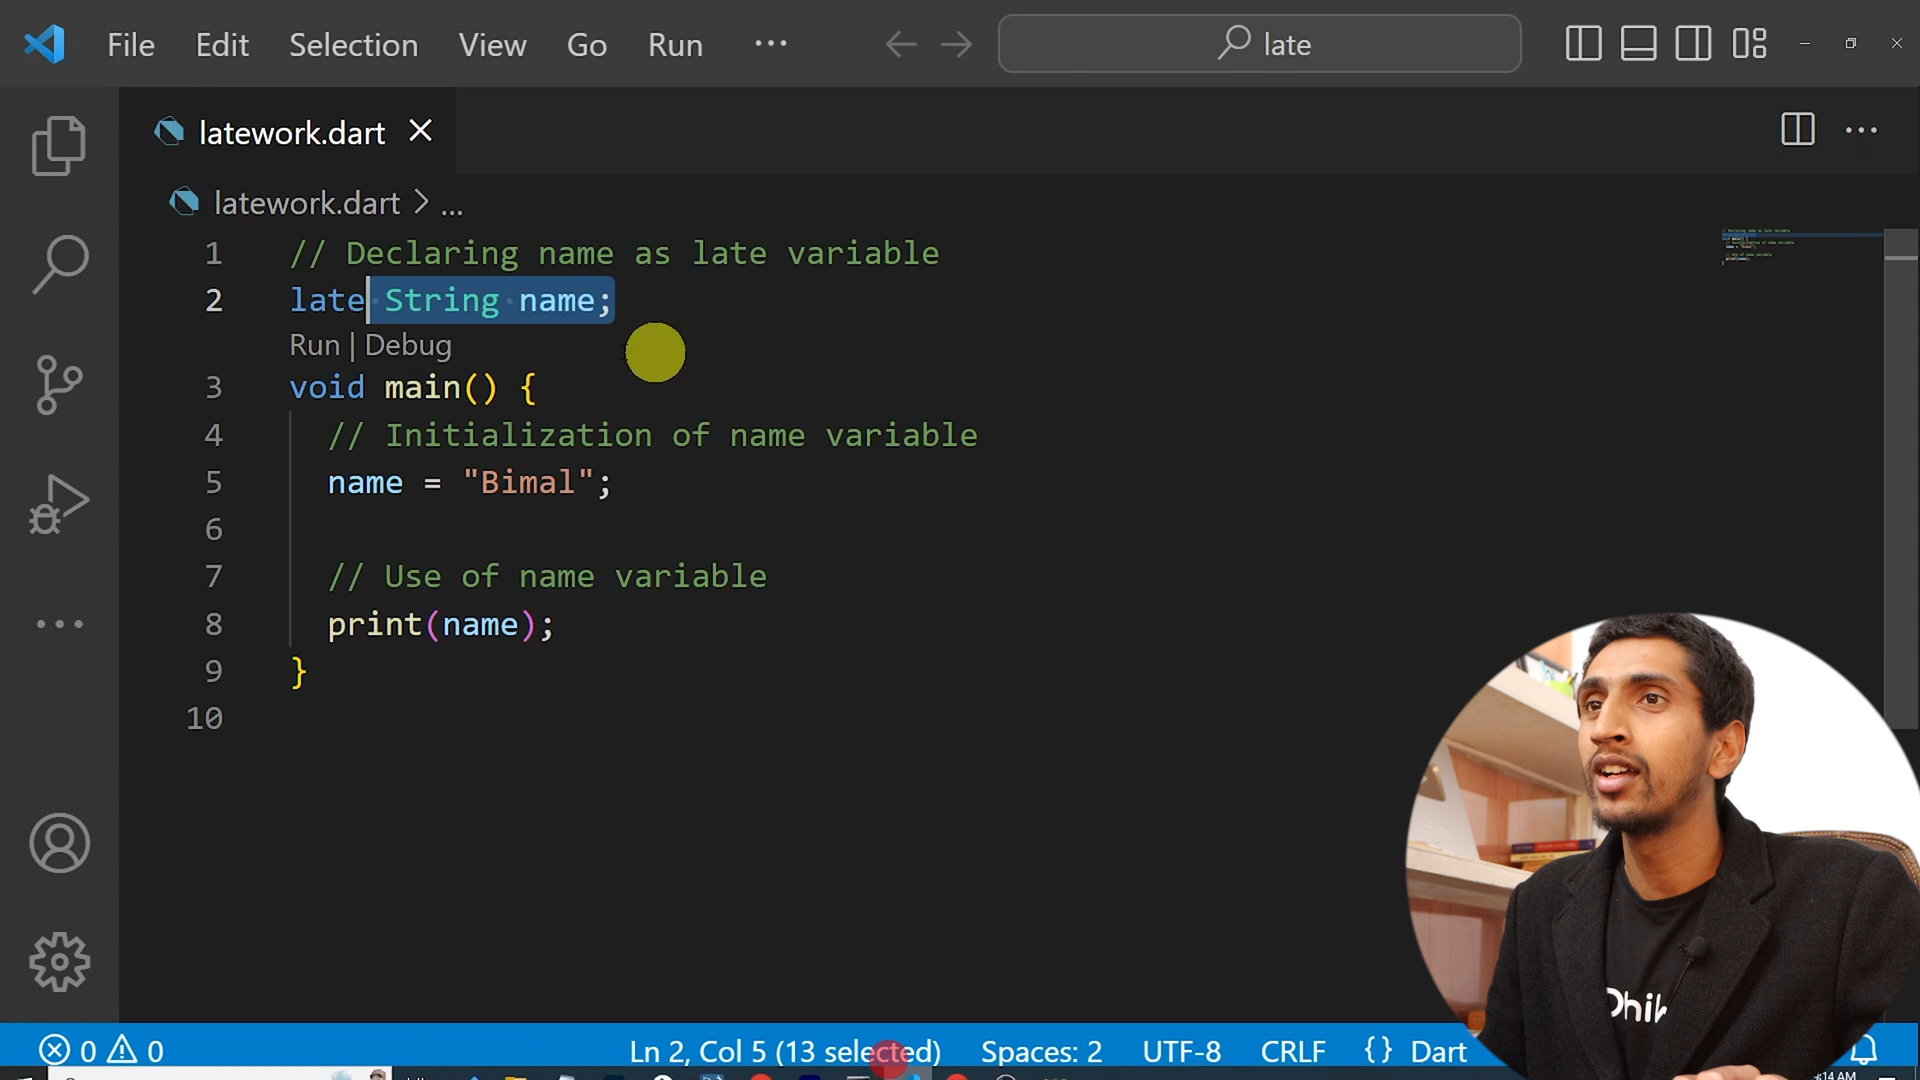 File Edit Selection View Go Run ··· late
latework.dart
latework.dart > ...
1 // Declaring name as late variable
2 late String name;
Run | Debug
3 void main() {
4 // Initialization of name variable
5 name = "Bimal";
6
7 // Use of name variable
8 print(name);
9 }
10
0 0 Ln 2, Col 5 (13 selected) Spaces: 2 UTF-8 CRLF {} Dart